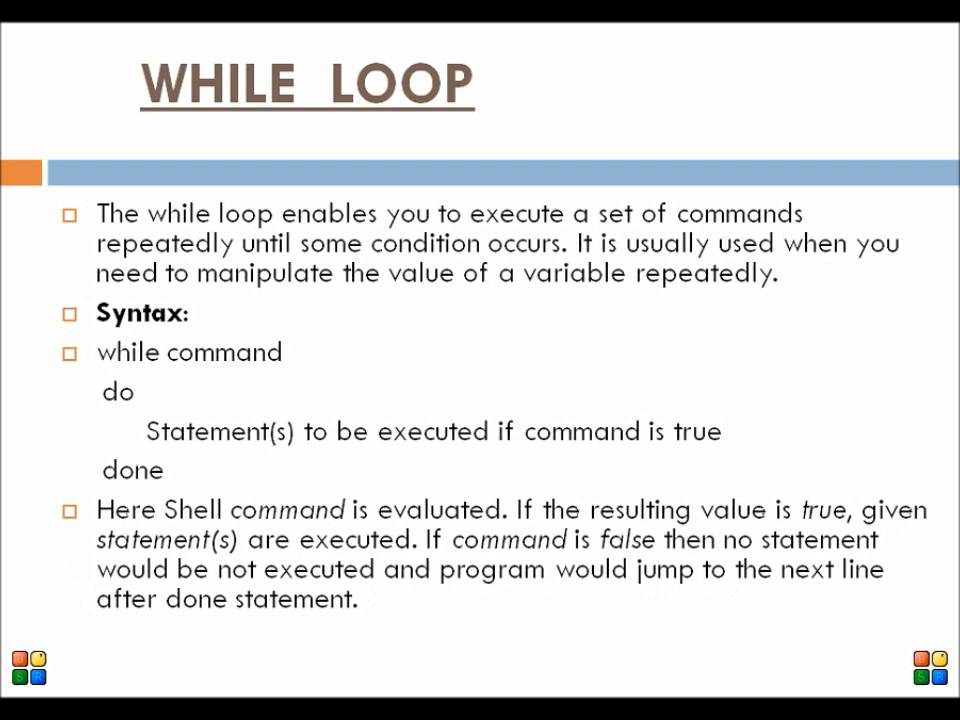 WHILE LOOP
The while loop enables you to execute a set of commands
repeatedly until some condition occurs. It is usually used when you
need to manipulate the value of a variable repeatedly.
Syntax:
while command
do
Statement(s) to be executed if command is true
done
Here Shell command is evaluated. If the resulting value is true, given
statement(s) are executed. If command is false then no statement
would be not executed and program would jump to the next line
after done statement.